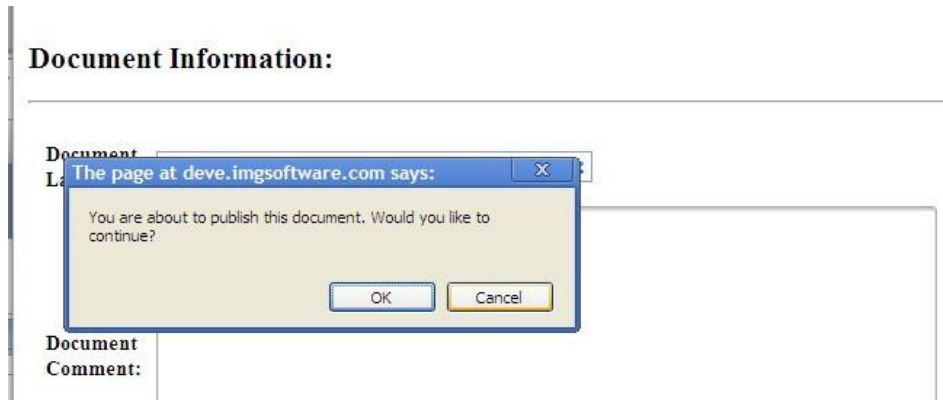 Document Information:
Document
The page at deve.imgsoftware.com says:
X
You are about to publish this document. Would you like to
continue?
OK
Cancel
Document
Comment: